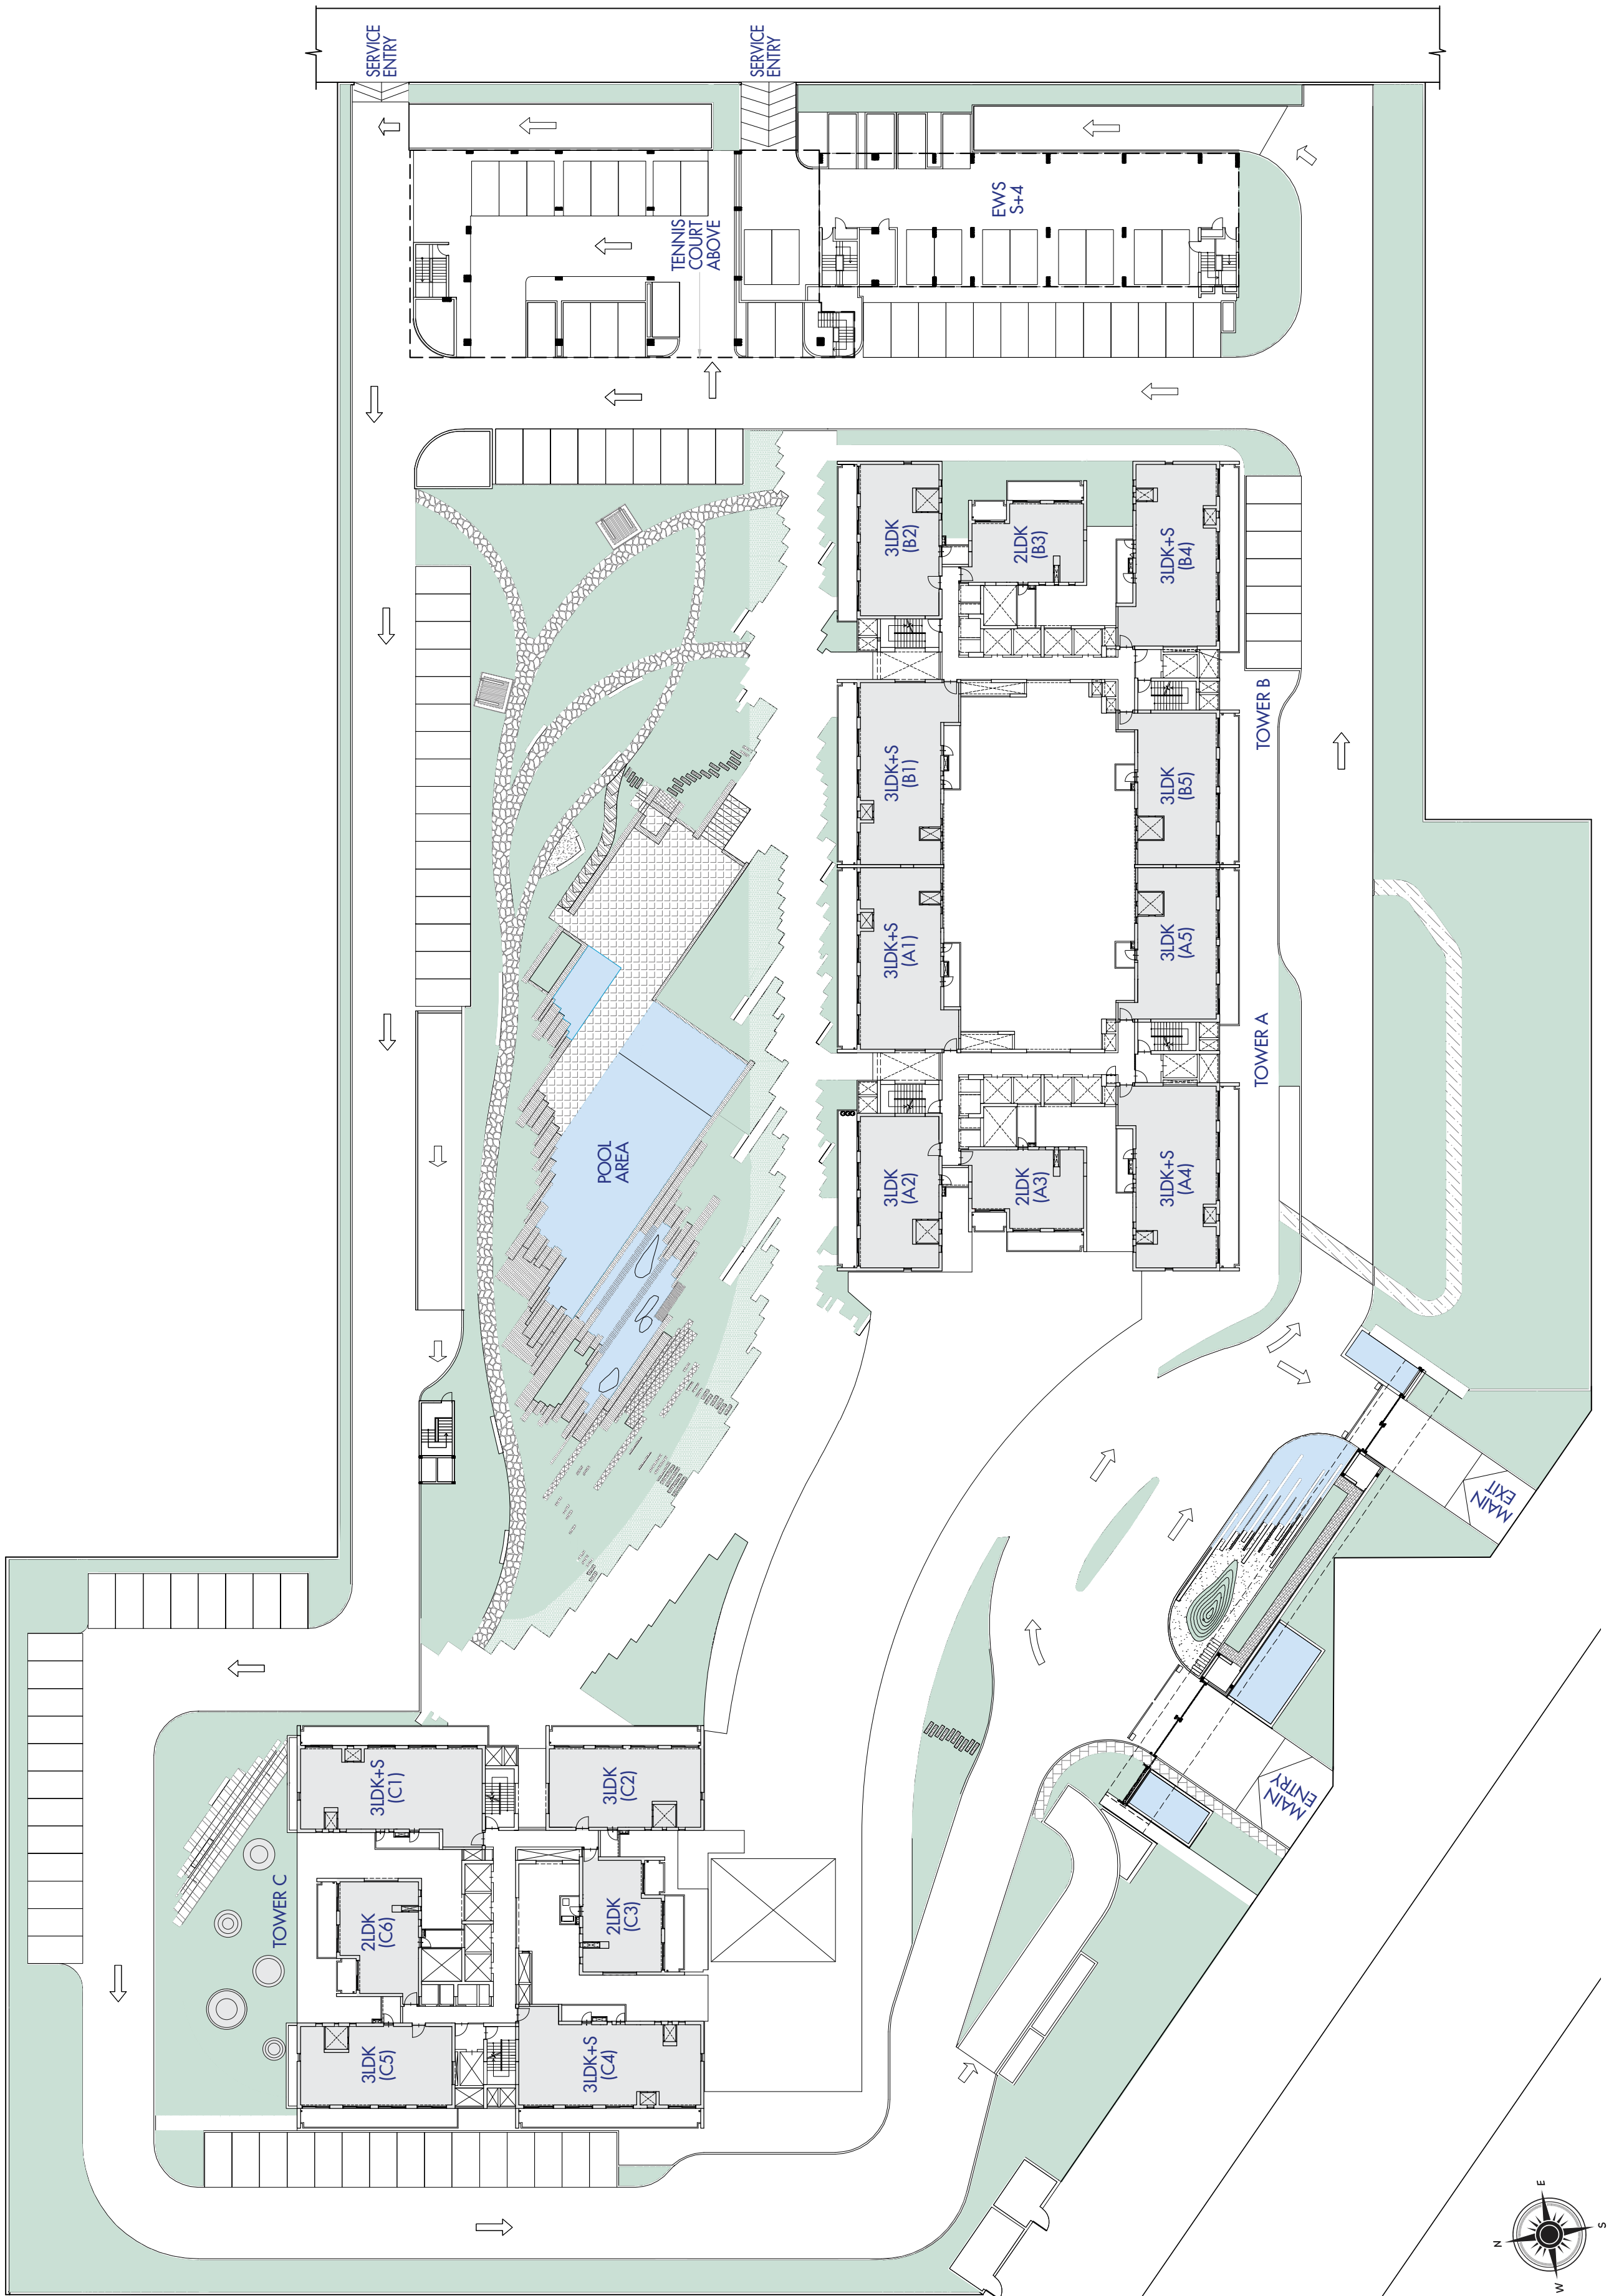 SERVICE
ENTRY
SERVICE
ENTRY
EWS
S+4
TENNIS
COURT
ABOVE
3LDK
(B2)
2LDK
(B3)
3LDK+S
(B4)
TOWER B
3LDK+S
(B1)
3LDK
(B5)
3LDK+S
(A1)
3LDK
(A5)
TOWER A
POOL
AREA
3LDK
(A2)
2LDK
(A3)
3LDK+S
(A4)
MAIN
EXIT
MAIN
ENTRY
3LDK+S
(C1)
3LDK
(C2)
TOWER C
2LDK
(C6)
2LDK
(C3)
3LDK
(C5)
3LDK+S
(C4)
N
E
S
W